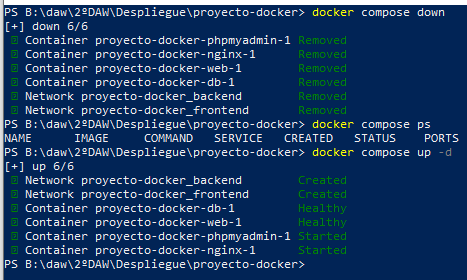 PS B:\daw\2ºDAW\Despliegue\proyecto-docker> docker compose down
[+] down 6/6
Container proyecto-docker-phpmyadmin-1 Removed
Container proyecto-docker-nginx-1 Removed
Container proyecto-docker-web-1 Removed
Container proyecto-docker-db-1 Removed
Network proyecto-docker_backend Removed
Network proyecto-docker_frontend Removed
PS B:\daw\2ºDAW\Despliegue\proyecto-docker> docker compose ps
NAME IMAGE COMMAND SERVICE CREATED STATUS PORTS
PS B:\daw\2ºDAW\Despliegue\proyecto-docker> docker compose up -d
[+] up 6/6
Network proyecto-docker_backend Created
Network proyecto-docker_frontend Created
Container proyecto-docker-db-1 Healthy
Container proyecto-docker-web-1 Healthy
Container proyecto-docker-phpmyadmin-1 Started
Container proyecto-docker-nginx-1 Started
PS B:\daw\2ºDAW\Despliegue\proyecto-docker>